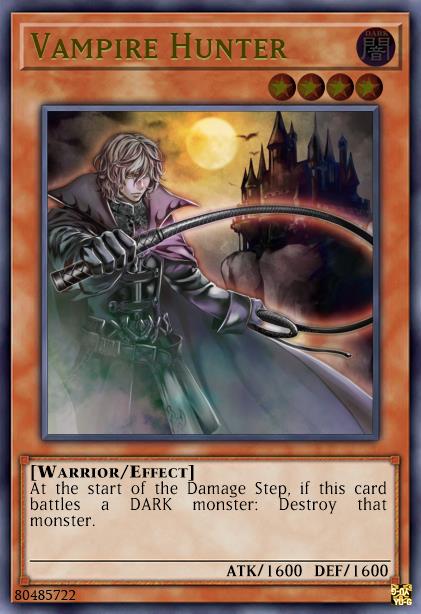 Vampire Hunter
DARK
闇
[Warrior/Effect]
At the start of the Damage Step, if this card
battles a DARK monster: Destroy that
monster.
ATK/1600 DEF/1600
80485722